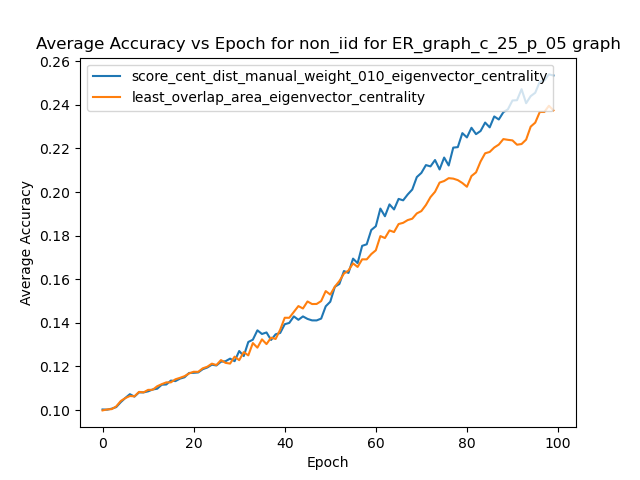 Average Accuracy vs Epoch for non_iid for ER_graph_c_25_p_05 graph
score_cent_dist_manual_weight_010_eigenvector_centrality
least_overlap_area_eigenvector_centrality
Average Accuracy
0.26
0.24
0.22
0.20
0.18
0.16
0.14
0.12
0.10
0 20 40 60 80 100
Epoch